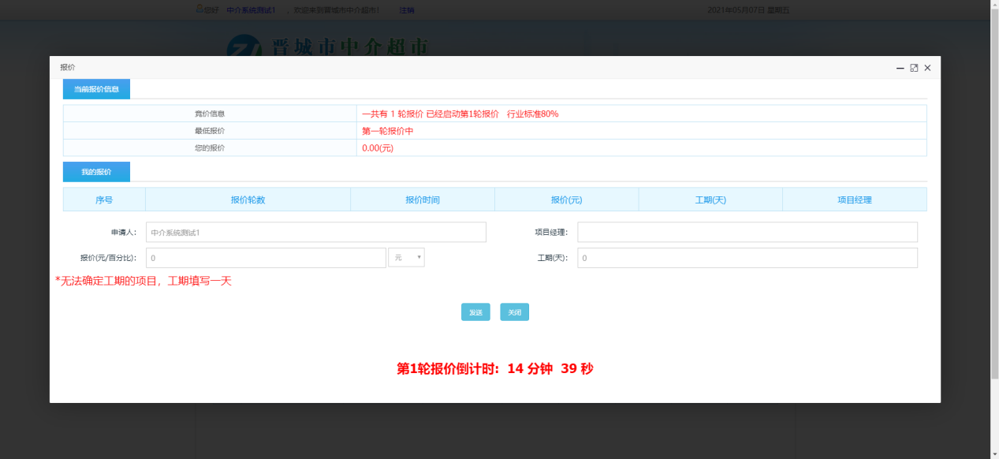 您好 中介系统测试1 ，欢迎来到晋城市中介超市！ 注销 2021年05月07日 星期五
晋城市中介超市
报价
当前报价信息
竞价信息 一共有 1 轮报价 已经启动第1轮报价 行业标准80%
最低报价 第一轮报价中
您的报价 0.00(元)
我的报价
序号 报价轮数 报价时间 报价(元) 工期(天) 项目经理
申请人： 中介系统测试1 项目经理：
报价(元/百分比)： 0 元 工期(天)： 0
*无法确定工期的项目，工期填写一天
发送 关闭
第1轮报价倒计时：14 分钟 39 秒